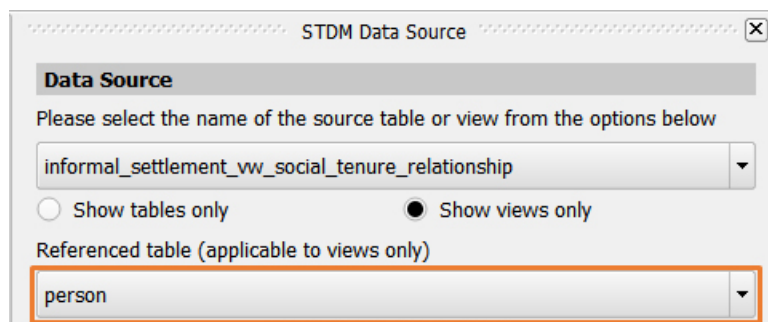 STDM Data Source
Data Source
Please select the name of the source table or view from the options below
informal_settlement_vw_social_tenure_relationship
Show tables only Show views only
Referenced table (applicable to views only)
person